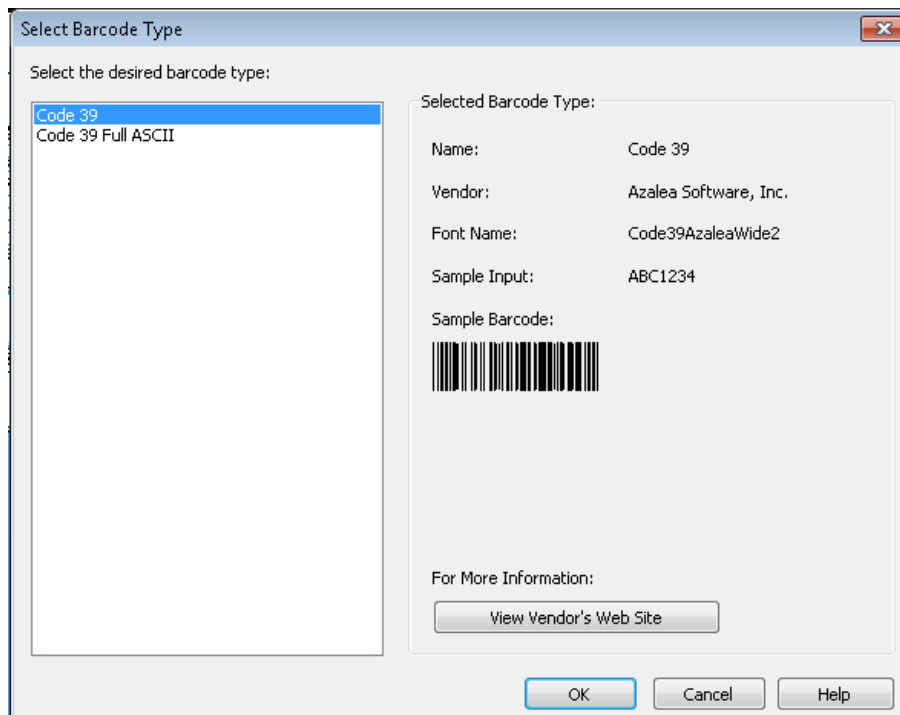 Select Barcode Type
Select the desired barcode type:
Code 39
Code 39 Full ASCII
Selected Barcode Type:
Name: Code 39
Vendor: Azalea Software, Inc.
Font Name: Code39AzaleaWide2
Sample Input: ABC1234
Sample Barcode:
For More Information:
View Vendor's Web Site
OK Cancel Help